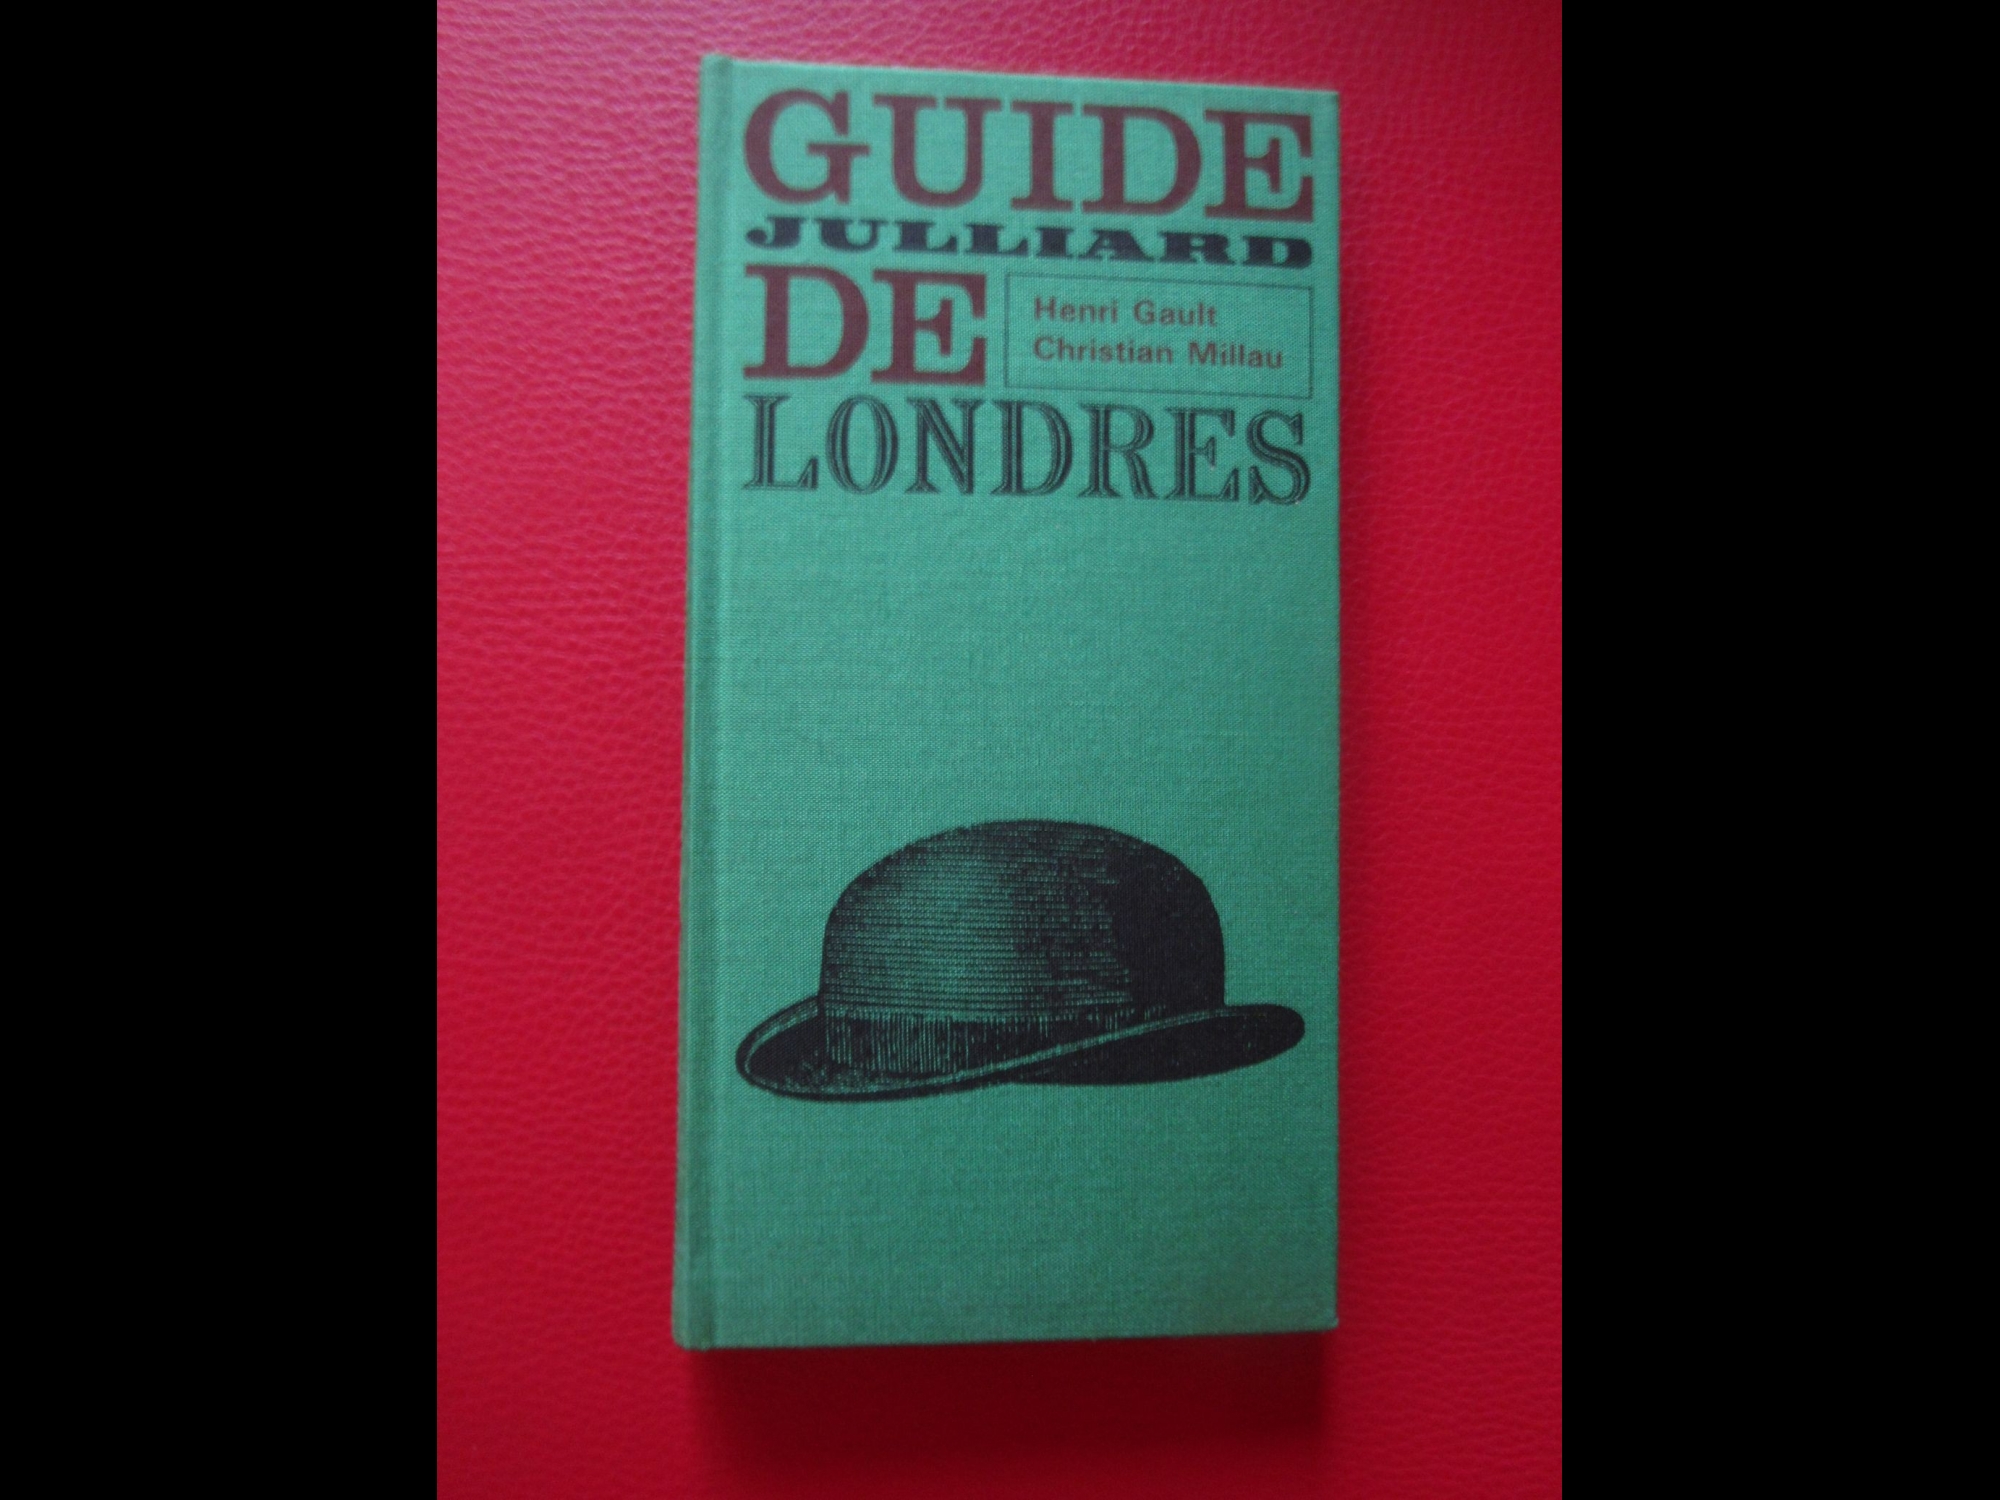 GUIDE
JULLIARD
DE
Henri Gault
Christian Millau
LONDRES